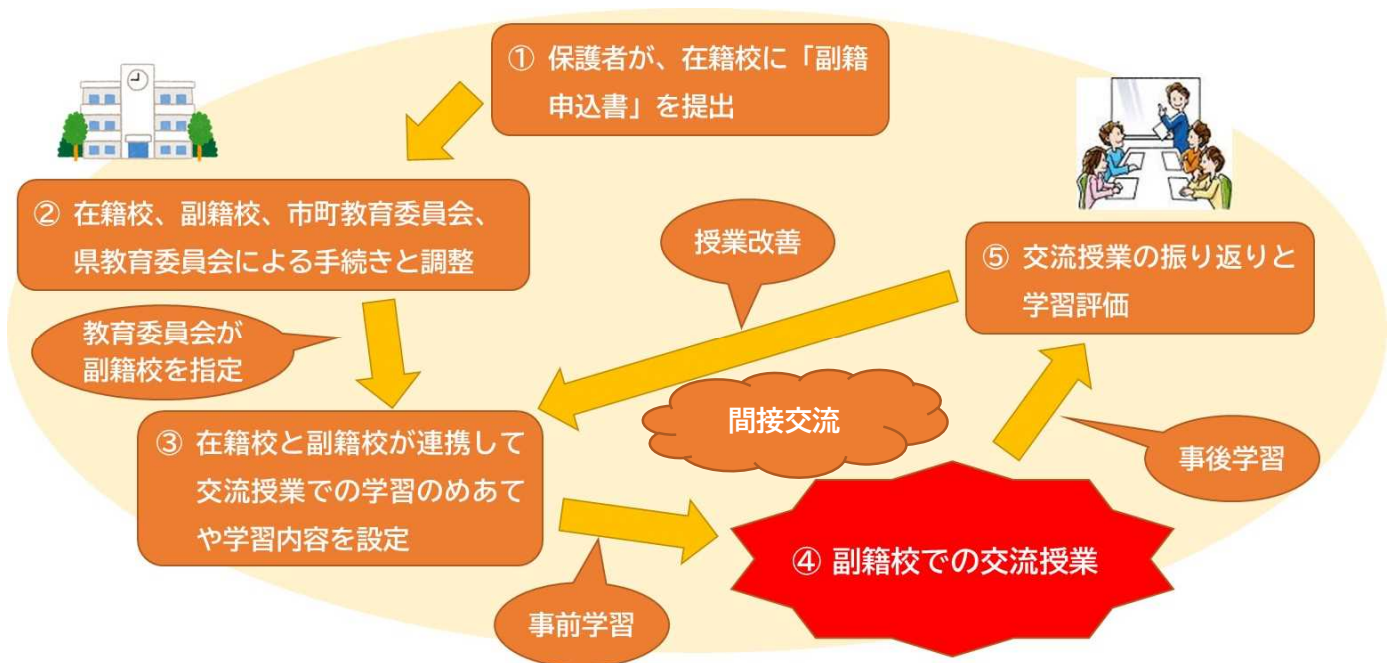 ① 保護者が、在籍校に「副籍
申込書」を提出
② 在籍校、副籍校、市町教育委員会、
県教育委員会による手続きと調整
教育委員会が
副籍校を指定
③ 在籍校と副籍校が連携して
交流授業での学習のめあて
や学習内容を設定
事前学習
④ 副籍校での交流授業
事後学習
⑤ 交流授業の振り返りと
学習評価
授業改善
間接交流